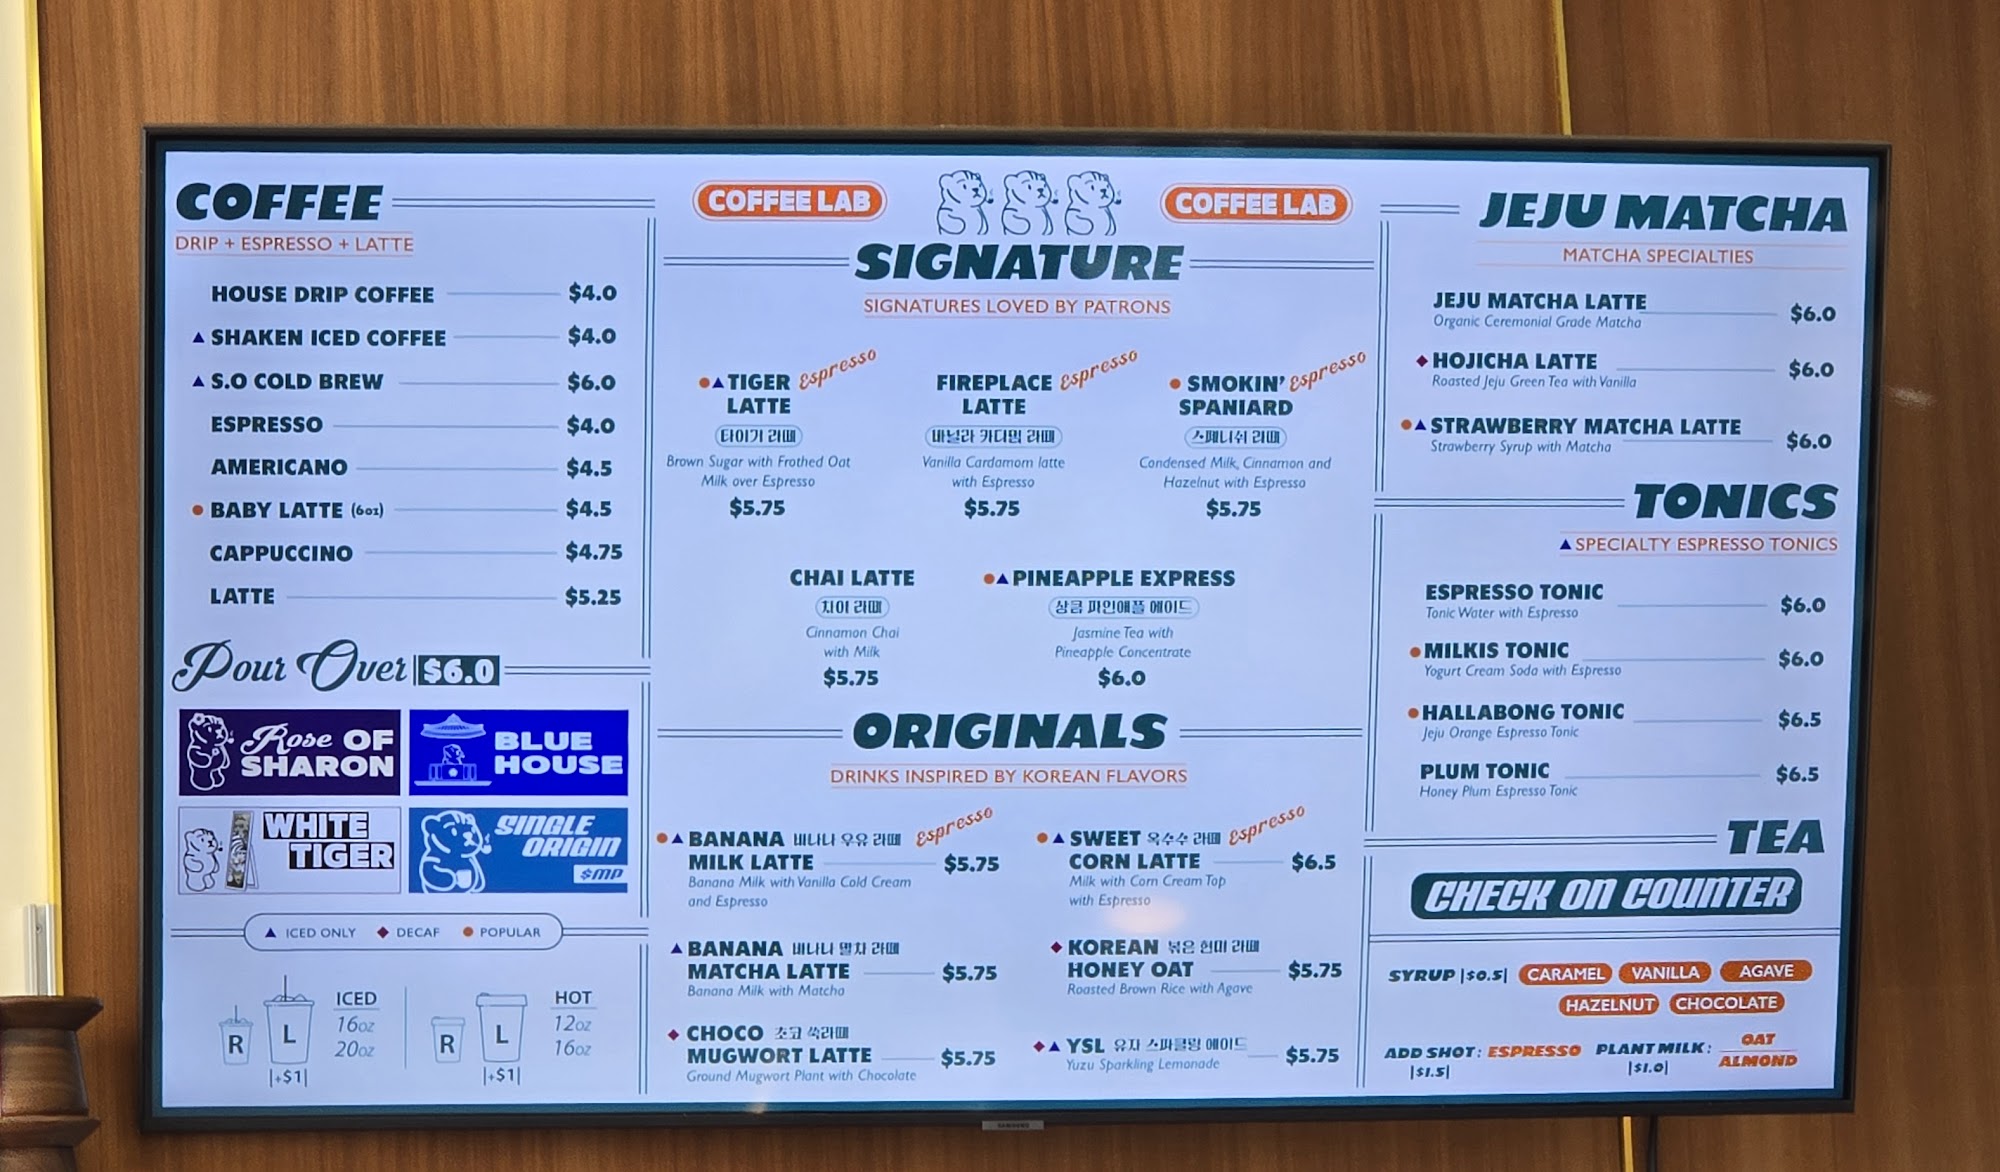 COFFEE
DRIP + ESPRESSO + LATTE
HOUSE DRIP COFFEE $4.0
▲ SHAKEN ICED COFFEE $4.0
▲ S.O COLD BREW $6.0
ESPRESSO $4.0
AMERICANO $4.5
● BABY LATTE (6oz) $4.5
CAPPUCCINO $4.75
LATTE $5.25
Pour Over $6.0
Rose OF
SHARON
BLUE
HOUSE
WHITE
TIGER
SINGLE
ORIGIN
$MP
▲ ICED ONLY ◆ DECAF ● POPULAR
R
L
|+$1|
ICED
16oz
20oz
R
L
|+$1|
HOT
12oz
16oz
COFFEE LAB
COFFEE LAB
SIGNATURE
SIGNATURES LOVED BY PATRONS
●▲ TIGER Espresso
LATTE
타이거 라떼
Brown Sugar with Frothed Oat
Milk over Espresso
$5.75
FIREPLACE Espresso
LATTE
바닐라 카다멈 라떼
Vanilla Cardamom latte
with Espresso
$5.75
● SMOKIN' Espresso
SPANIARD
스페니쉬 라떼
Condensed Milk, Cinnamon and
Hazelnut with Espresso
$5.75
CHAI LATTE
차이 라떼
Cinnamon Chai
with Milk
$5.75
●▲ PINEAPPLE EXPRESS
상큼 파인애플 에이드
Jasmine Tea with
Pineapple Concentrate
$6.0
ORIGINALS
DRINKS INSPIRED BY KOREAN FLAVORS
●▲ BANANA 바나나 우유 라떼 Espresso
MILK LATTE $5.75
Banana Milk with Vanilla Cold Cream
and Espresso
●▲ SWEET 옥수수 라떼 Espresso
CORN LATTE $6.5
Milk with Corn Cream Top
with Espresso
▲ BANANA 바나나 말차 라떼
MATCHA LATTE $5.75
Banana Milk with Matcha
◆ KOREAN 볶은 현미 라떼
HONEY OAT $5.75
Roasted Brown Rice with Agave
◆ CHOCO 초코 쑥라떼
MUGWORT LATTE $5.75
Ground Mugwort Plant with Chocolate
◆▲ YSL 유자 스파클링 에이드 $5.75
Yuzu Sparkling Lemonade
JEJU MATCHA
MATCHA SPECIALTIES
JEJU MATCHA LATTE $6.0
Organic Ceremonial Grade Matcha
◆ HOJICHA LATTE $6.0
Roasted Jeju Green Tea with Vanilla
●▲ STRAWBERRY MATCHA LATTE $6.0
Strawberry Syrup with Matcha
TONICS
▲ SPECIALTY ESPRESSO TONICS
ESPRESSO TONIC $6.0
Tonic Water with Espresso
● MILKIS TONIC $6.0
Yogurt Cream Soda with Espresso
● HALLABONG TONIC $6.5
Jeju Orange Espresso Tonic
PLUM TONIC $6.5
Honey Plum Espresso Tonic
TEA
CHECK ON COUNTER
SYRUP |$0.5| CARAMEL VANILLA AGAVE
HAZELNUT CHOCOLATE
ADD SHOT: ESPRESSO
|$1.5|
PLANT MILK: OAT
ALMOND
|$1.0|
SAMSUNG